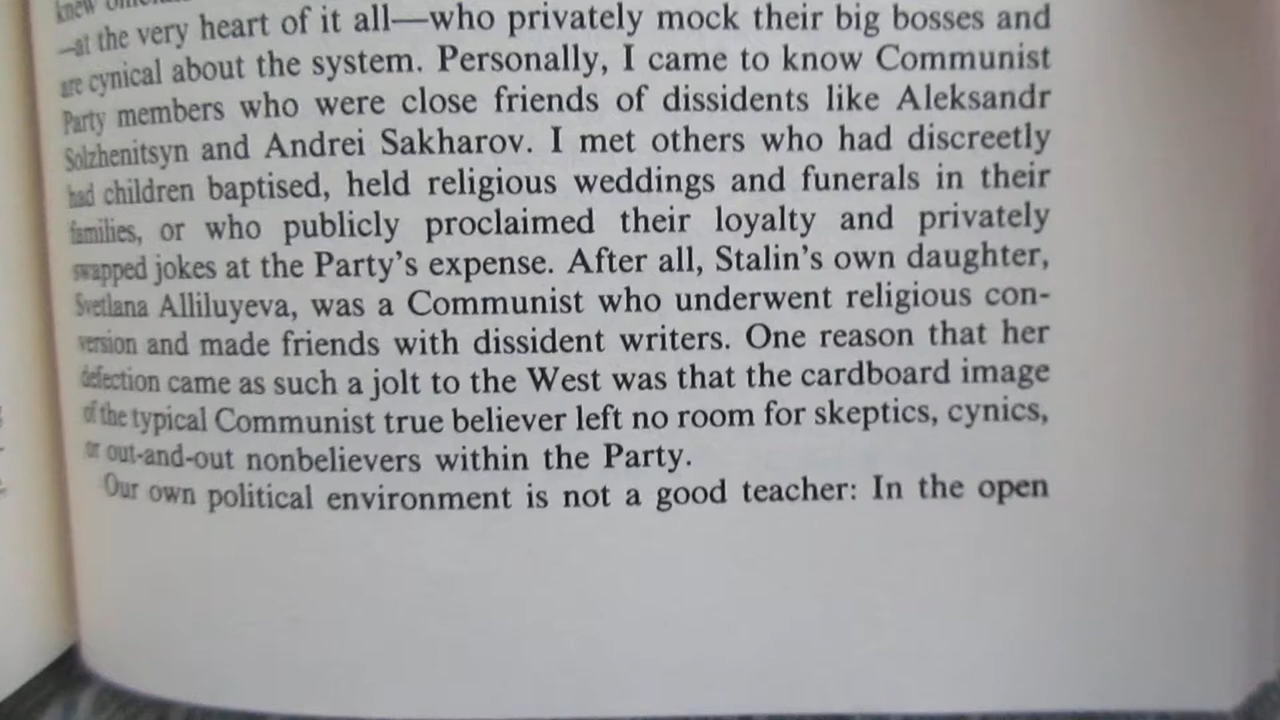 knew
—at the very heart of it all—who privately mock their big bosses and
are cynical about the system. Personally, I came to know Communist
Party members who were close friends of dissidents like Aleksandr
Solzhenitsyn and Andrei Sakharov. I met others who had discreetly
had children baptised, held religious weddings and funerals in their
families, or who publicly proclaimed their loyalty and privately
swapped jokes at the Party's expense. After all, Stalin's own daughter,
Svetlana Alliluyeva, was a Communist who underwent religious con-
version and made friends with dissident writers. One reason that her
defection came as such a jolt to the West was that the cardboard image
of the typical Communist true believer left no room for skeptics, cynics,
or out-and-out nonbelievers within the Party.
Our own political environment is not a good teacher: In the open